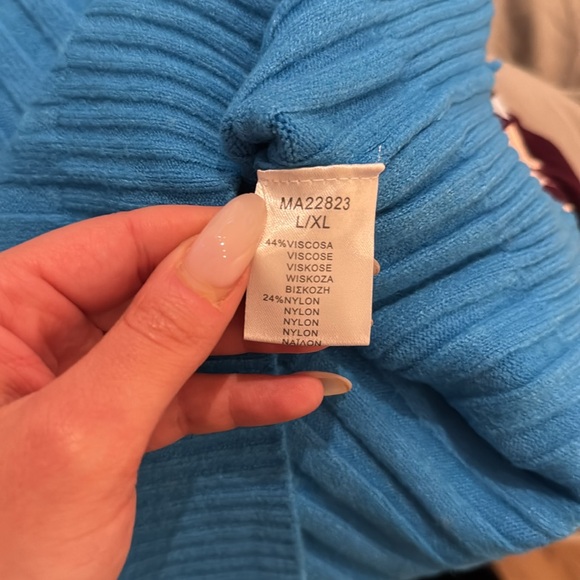 MA22823
L/XL
44%VISCOSA
VISCOSE
VISKOSE
WISKOZA
ΒΙΣΚΟΖΗ
24%NYLON
NYLON
NYLON
NYLON
ΝΑΪΛΟΝ